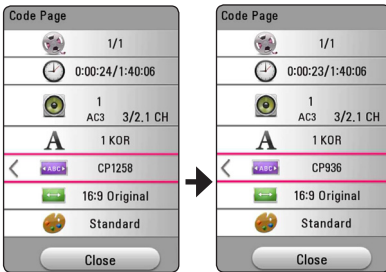 Code Page
1/1
0:00:24/1:40:06
1
AC3 3/2.1 CH
A 1 KOR
ABC CP1258
16:9 Original
Standard
Close
Code Page
1/1
0:00:23/1:40:06
1
AC3 3/2.1 CH
A 1 KOR
ABC CP936
16:9 Original
Standard
Close